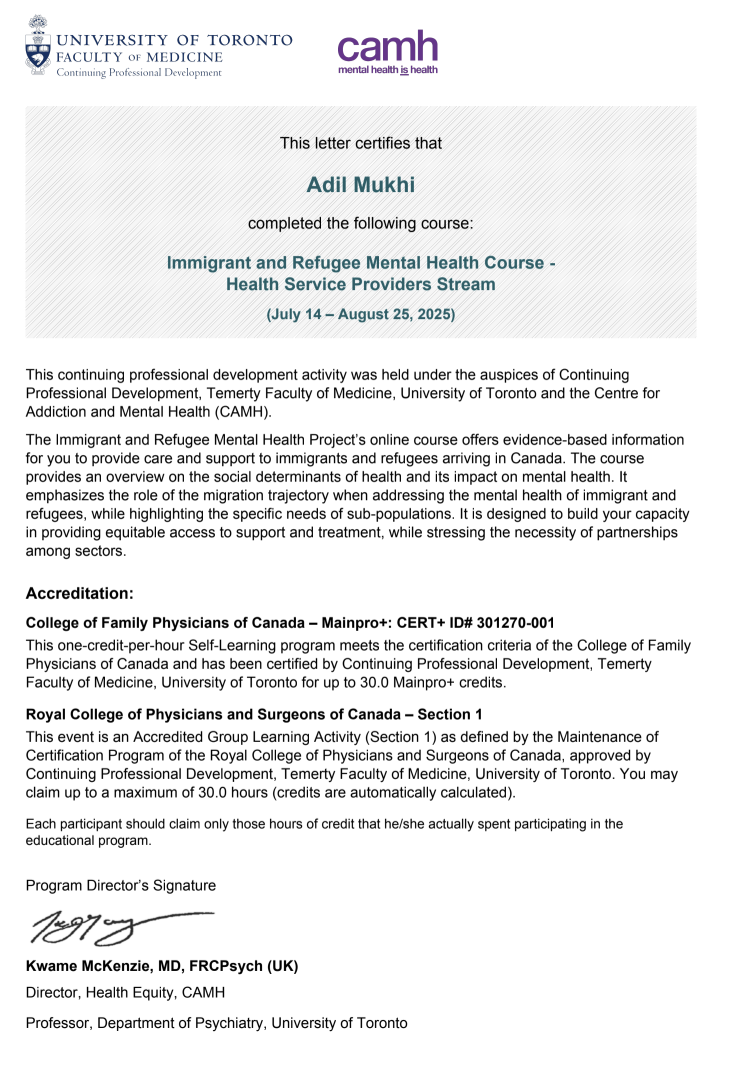 UNIVERSITY OF TORONTO
FACULTY OF MEDICINE
Continuing Professional Development
camh
mental health is health
This letter certifies that
Adil Mukhi
completed the following course:
Immigrant and Refugee Mental Health Course -
Health Service Providers Stream
(July 14 – August 25, 2025)
This continuing professional development activity was held under the auspices of Continuing
Professional Development, Temerty Faculty of Medicine, University of Toronto and the Centre for
Addiction and Mental Health (CAMH).
The Immigrant and Refugee Mental Health Project's online course offers evidence-based information
for you to provide care and support to immigrants and refugees arriving in Canada. The course
provides an overview on the social determinants of health and its impact on mental health. It
emphasizes the role of the migration trajectory when addressing the mental health of immigrant and
refugees, while highlighting the specific needs of sub-populations. It is designed to build your capacity
in providing equitable access to support and treatment, while stressing the necessity of partnerships
among sectors.
Accreditation:
College of Family Physicians of Canada – Mainpro+: CERT+ ID# 301270-001
This one-credit-per-hour Self-Learning program meets the certification criteria of the College of Family
Physicians of Canada and has been certified by Continuing Professional Development, Temerty
Faculty of Medicine, University of Toronto for up to 30.0 Mainpro+ credits.
Royal College of Physicians and Surgeons of Canada – Section 1
This event is an Accredited Group Learning Activity (Section 1) as defined by the Maintenance of
Certification Program of the Royal College of Physicians and Surgeons of Canada, approved by
Continuing Professional Development, Temerty Faculty of Medicine, University of Toronto. You may
claim up to a maximum of 30.0 hours (credits are automatically calculated).
Each participant should claim only those hours of credit that he/she actually spent participating in the
educational program.
Program Director's Signature
Kwame McKenzie, MD, FRCPsych (UK)
Director, Health Equity, CAMH
Professor, Department of Psychiatry, University of Toronto